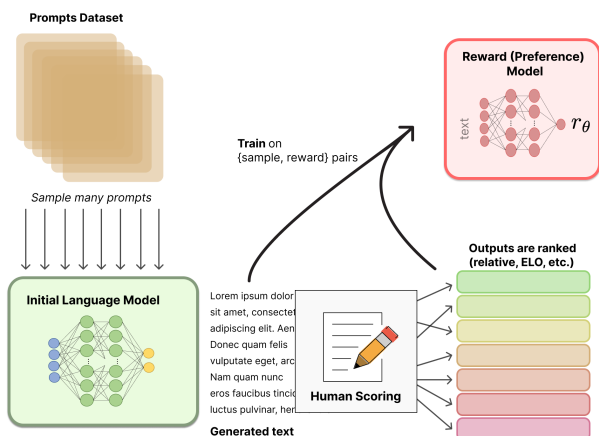 Prompts Dataset
Sample many prompts
Initial Language Model
Train on
{sample, reward} pairs
Reward (Preference)
Model
text
rθ
Lorem ipsum dolor
sit amet, consectet
adipiscing elit. Aen
Donec quam felis
vulputate eget, arc
Nam quam nunc
eros faucibus tincid
luctus pulvinar, her
Generated text
Human Scoring
Outputs are ranked
(relative, ELO, etc.)